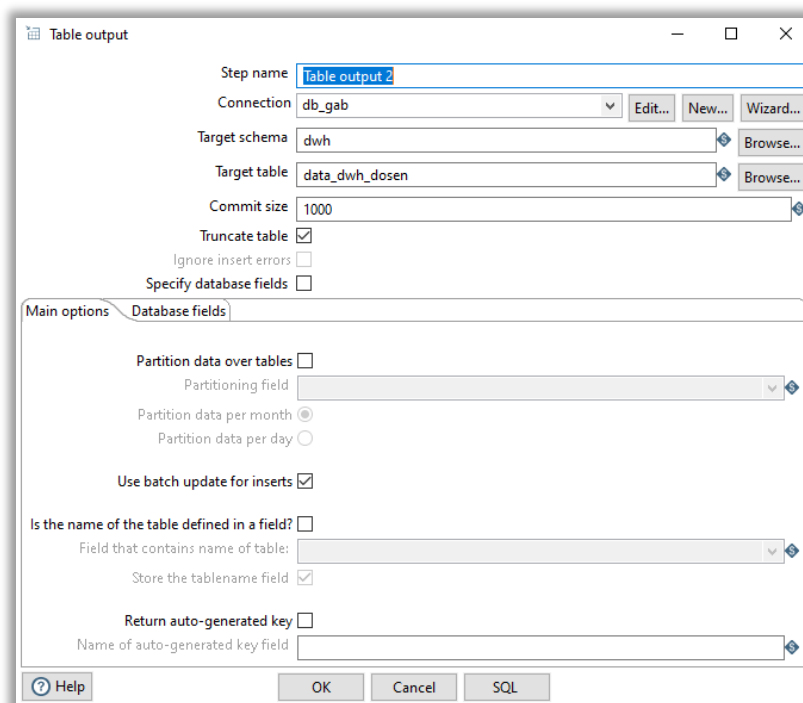 Table output
Step name Table output 2
Connection db_gab Edit... New... Wizard...
Target schema dwh Browse...
Target table data_dwh_dosen Browse...
Commit size 1000
Truncate table
Ignore insert errors
Specify database fields
Main options Database fields
Partition data over tables
Partitioning field
Partition data per month
Partition data per day
Use batch update for inserts
Is the name of the table defined in a field?
Field that contains name of table:
Store the tablename field
Return auto-generated key
Name of auto-generated key field
Help OK Cancel SQL